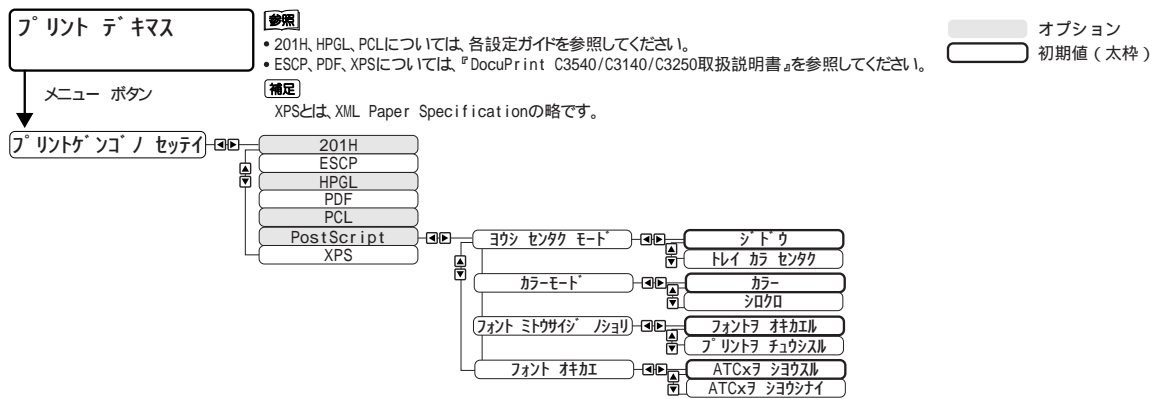 プリント デキマス
参照
• 201H、HPGL、PCLについては、各設定ガイドを参照してください。
• ESCP、PDF、XPSについては、『DocuPrint C3540/C3140/C3250取扱説明書』を参照してください。
補足
XPSとは、XML Paper Specificationの略です。
オプション
初期値（太枠）
メニュー ボタン
プリントゲンゴノ セッテイ
201H
ESCP
HPGL
PDF
PCL
PostScript
XPS
ヨウシ センタク モード
ジドウ
トレイ カラ センタク
カラーモード
カラー
シロクロ
フォント ミトウサイジ ノショリ
フォントヲ オキカエル
プリントヲ チュウシスル
フォント オキカエ
ATCxヲ シヨウスル
ATCxヲ シヨウシナイ